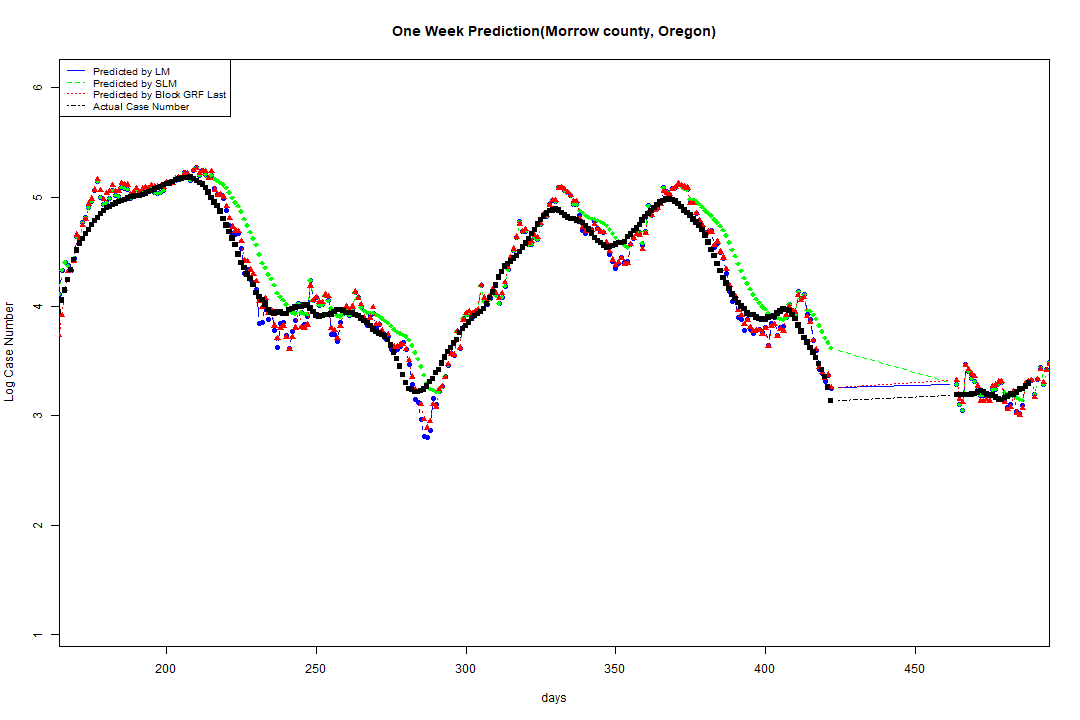 One Week Prediction(Morrow county, Oregon)
Predicted by LM
Predicted by SLM
Predicted by Block GRF Last
Actual Case Number
6
5
4
3
2
1
Log Case Number
200 250 300 350 400 450
days